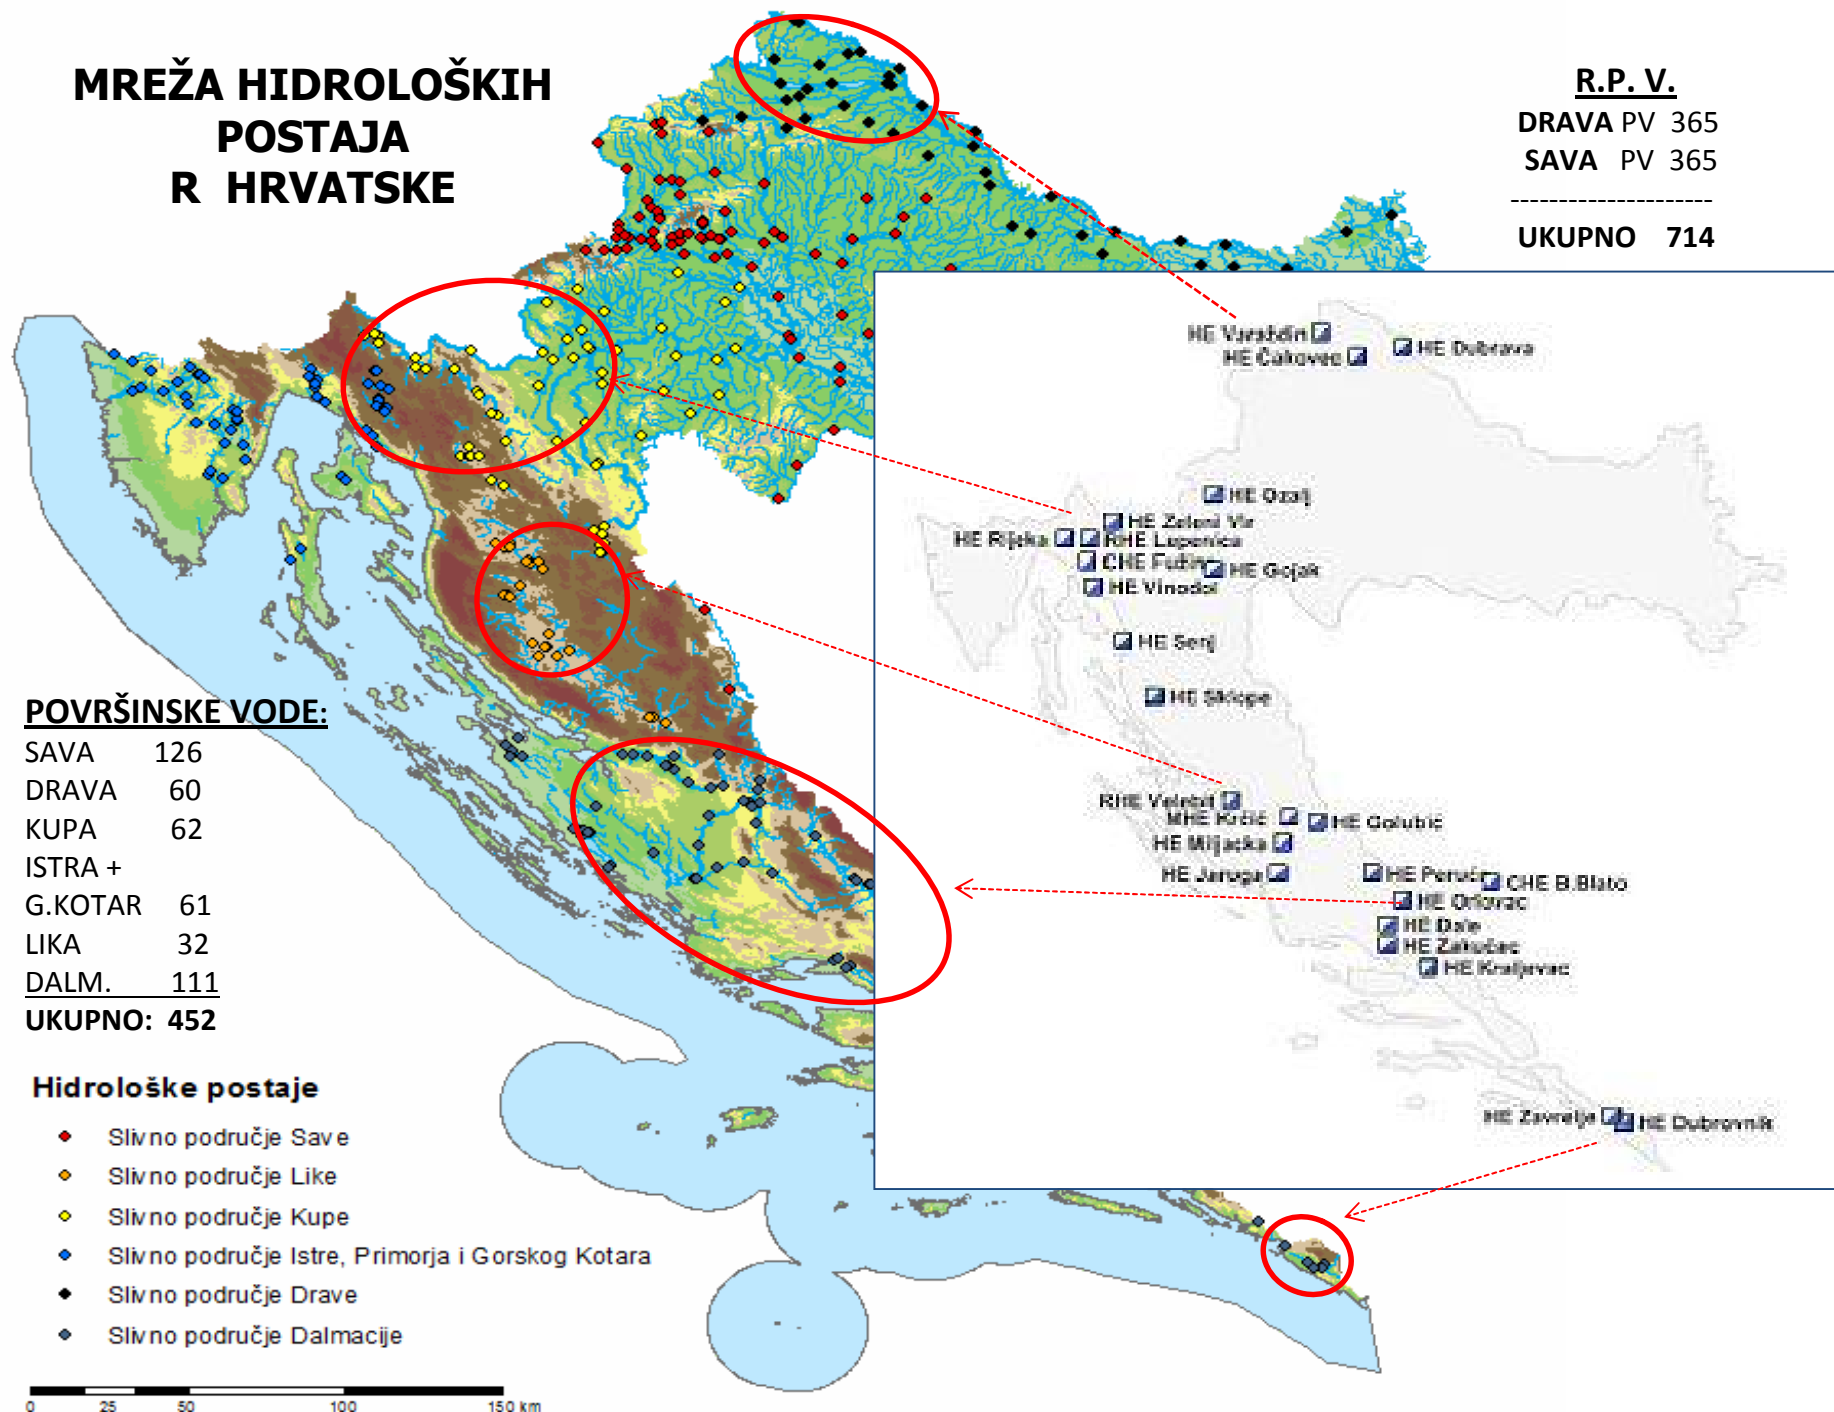 MREŽA HIDROLOŠKIH
POSTAJA
R HRVATSKE
R.P. V.
DRAVA PV 365
SAVA PV 365
---------------------
UKUPNO 714
HE Varaždin
HE Čakovec
HE Dubrava
HE Ozalj
HE Zeleni Vir
HE Rijeka
RHE Lepenica
CHE Fužine
HE Gojak
HE Vinodol
HE Senj
HE Sklope
RHE Velebit
MHE Krčić
HE Golubić
HE Miljacka
HE Jaruga
HE Peruća
CHE B.Blato
HE Orlovac
HE Đale
HE Zakučac
HE Kraljevac
HE Zavrelje
HE Dubrovnik
POVRŠINSKE VODE:
SAVA 126
DRAVA 60
KUPA 62
ISTRA +
G.KOTAR 61
LIKA 32
DALM. 111
UKUPNO: 452
Hidrološke postaje
Slivno područje Save
Slivno područje Like
Slivno područje Kupe
Slivno područje Istre, Primorja i Gorskog Kotara
Slivno područje Drave
Slivno područje Dalmacije
0 25 50 100 150 km